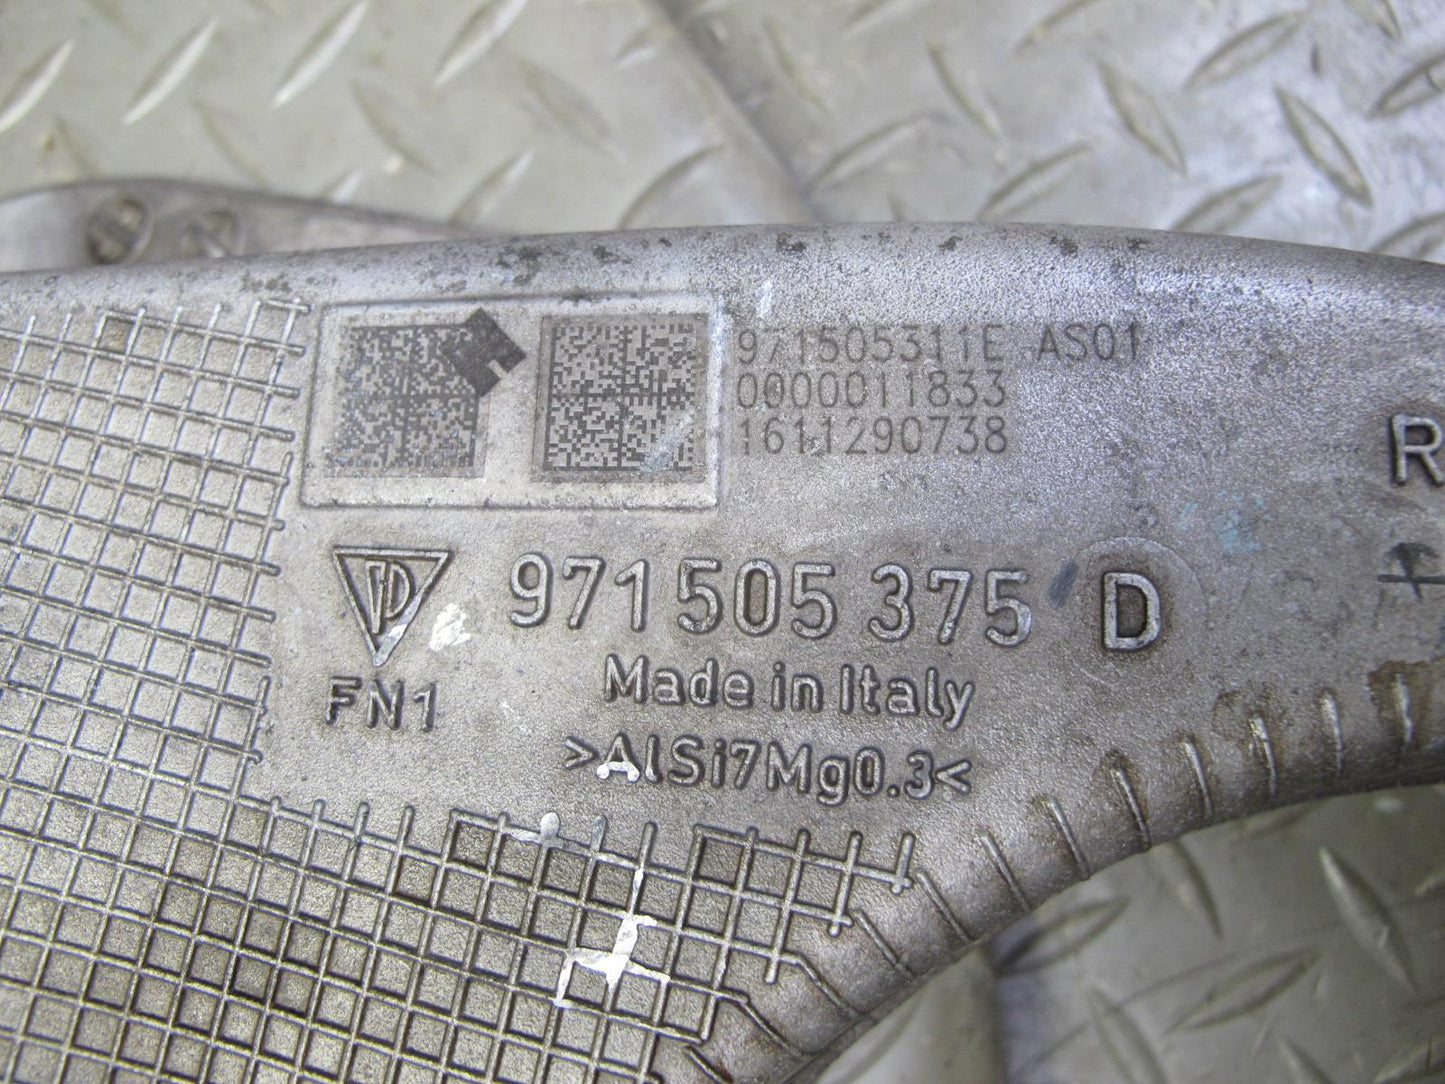 971505311E AS01
0000011833
1611290738
R
971 505 375 D
FN1
Made in Italy
>AlSi7Mg0.3<